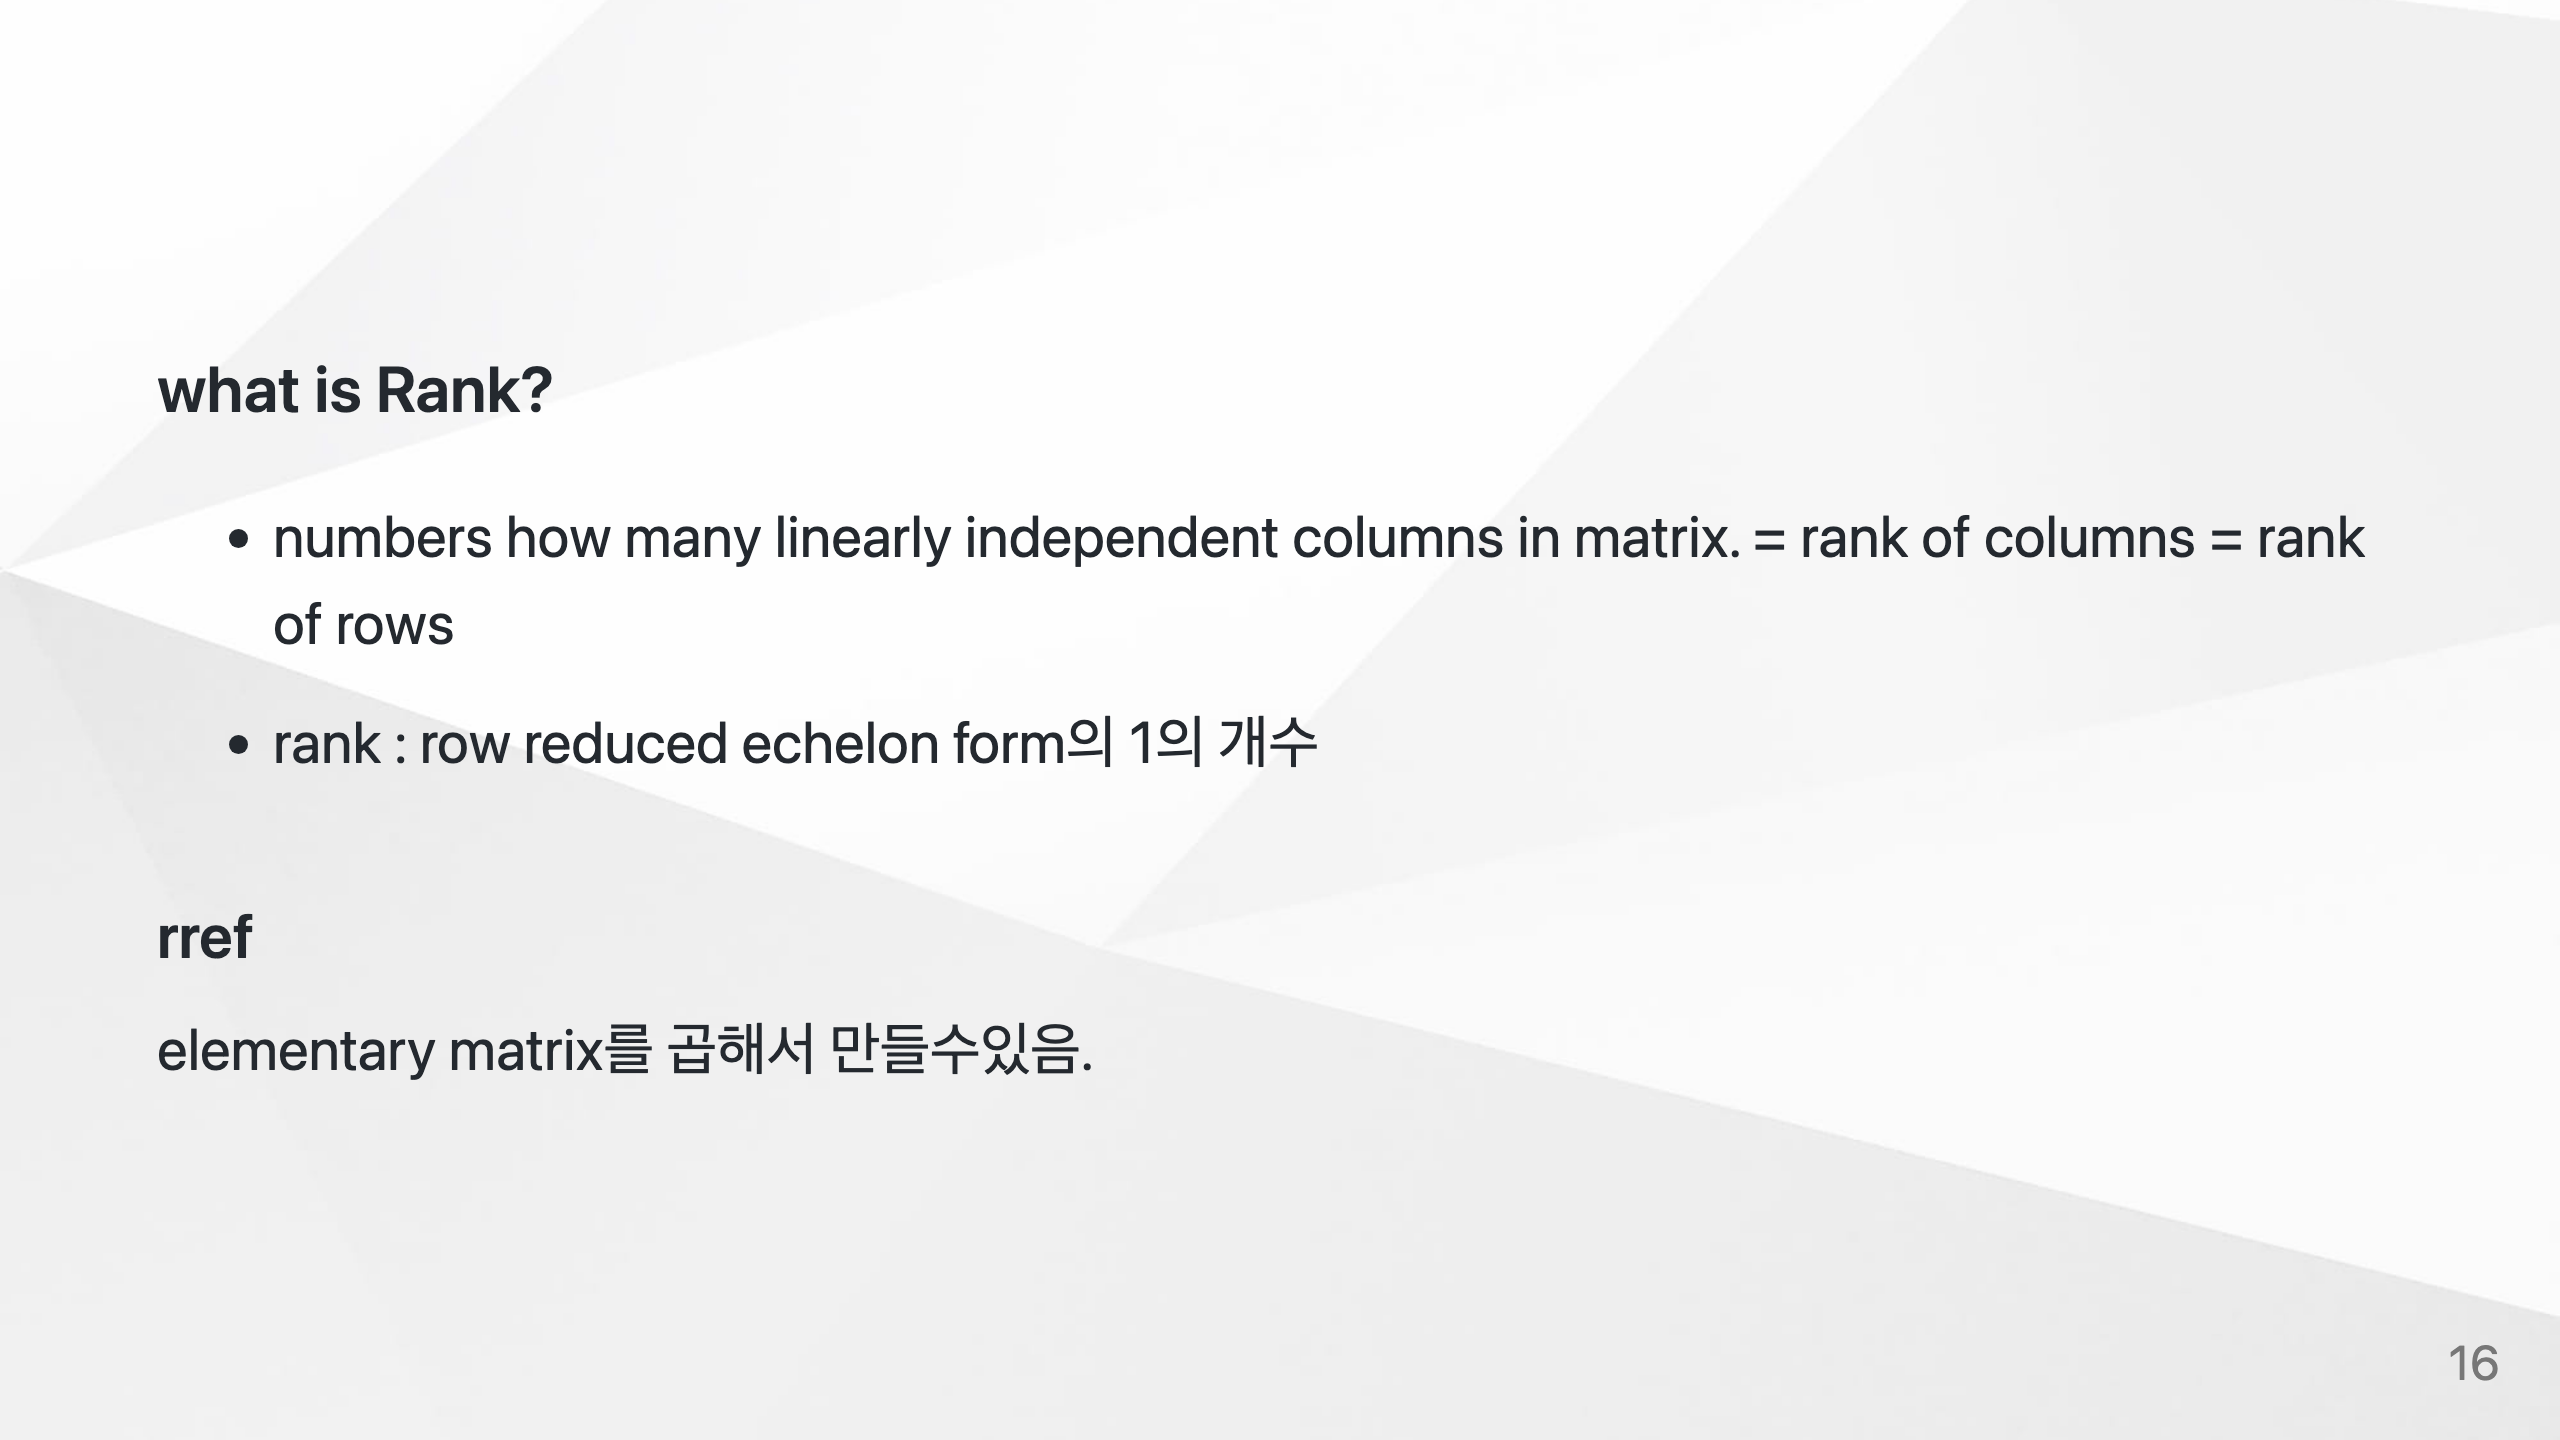 what is Rank?
• numbers how many linearly independent columns in matrix. = rank of columns = rank
of rows
• rank : row reduced echelon form의 1의 개수
rref
elementary matrix를 곱해서 만들수있음.
16